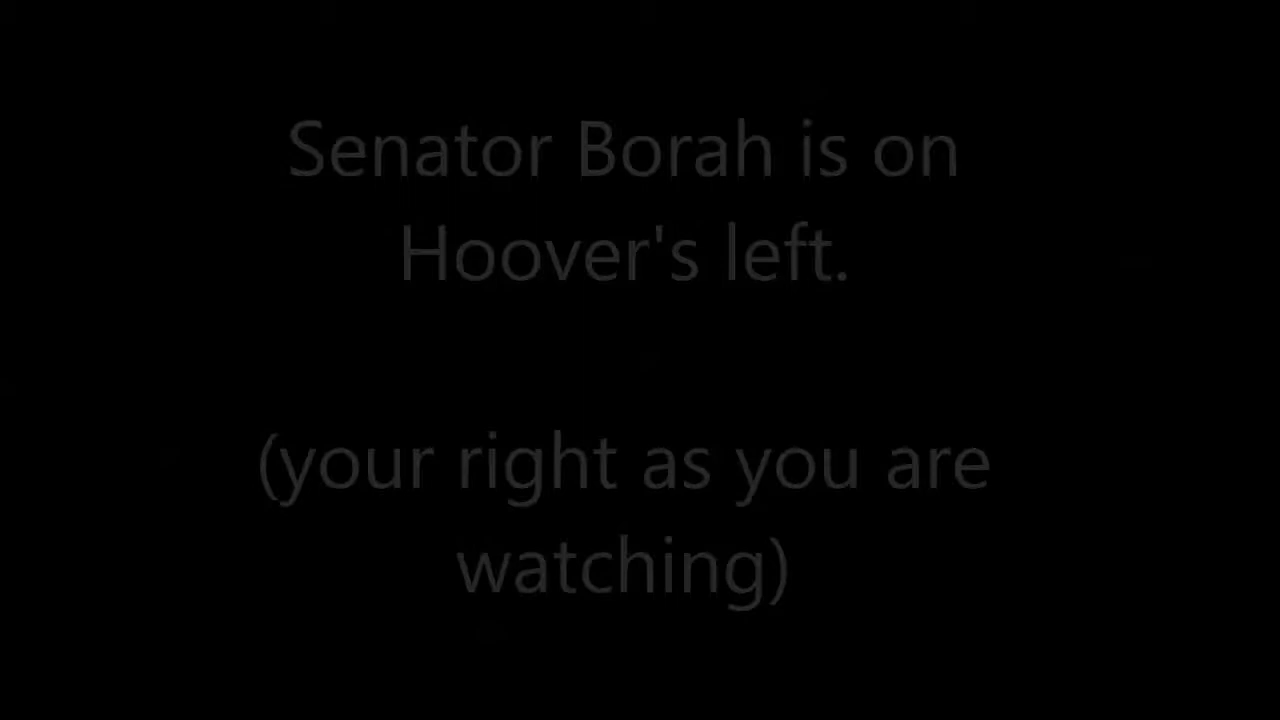 Senator Borah is on
Hoover's left.
(your right as you are
watching)